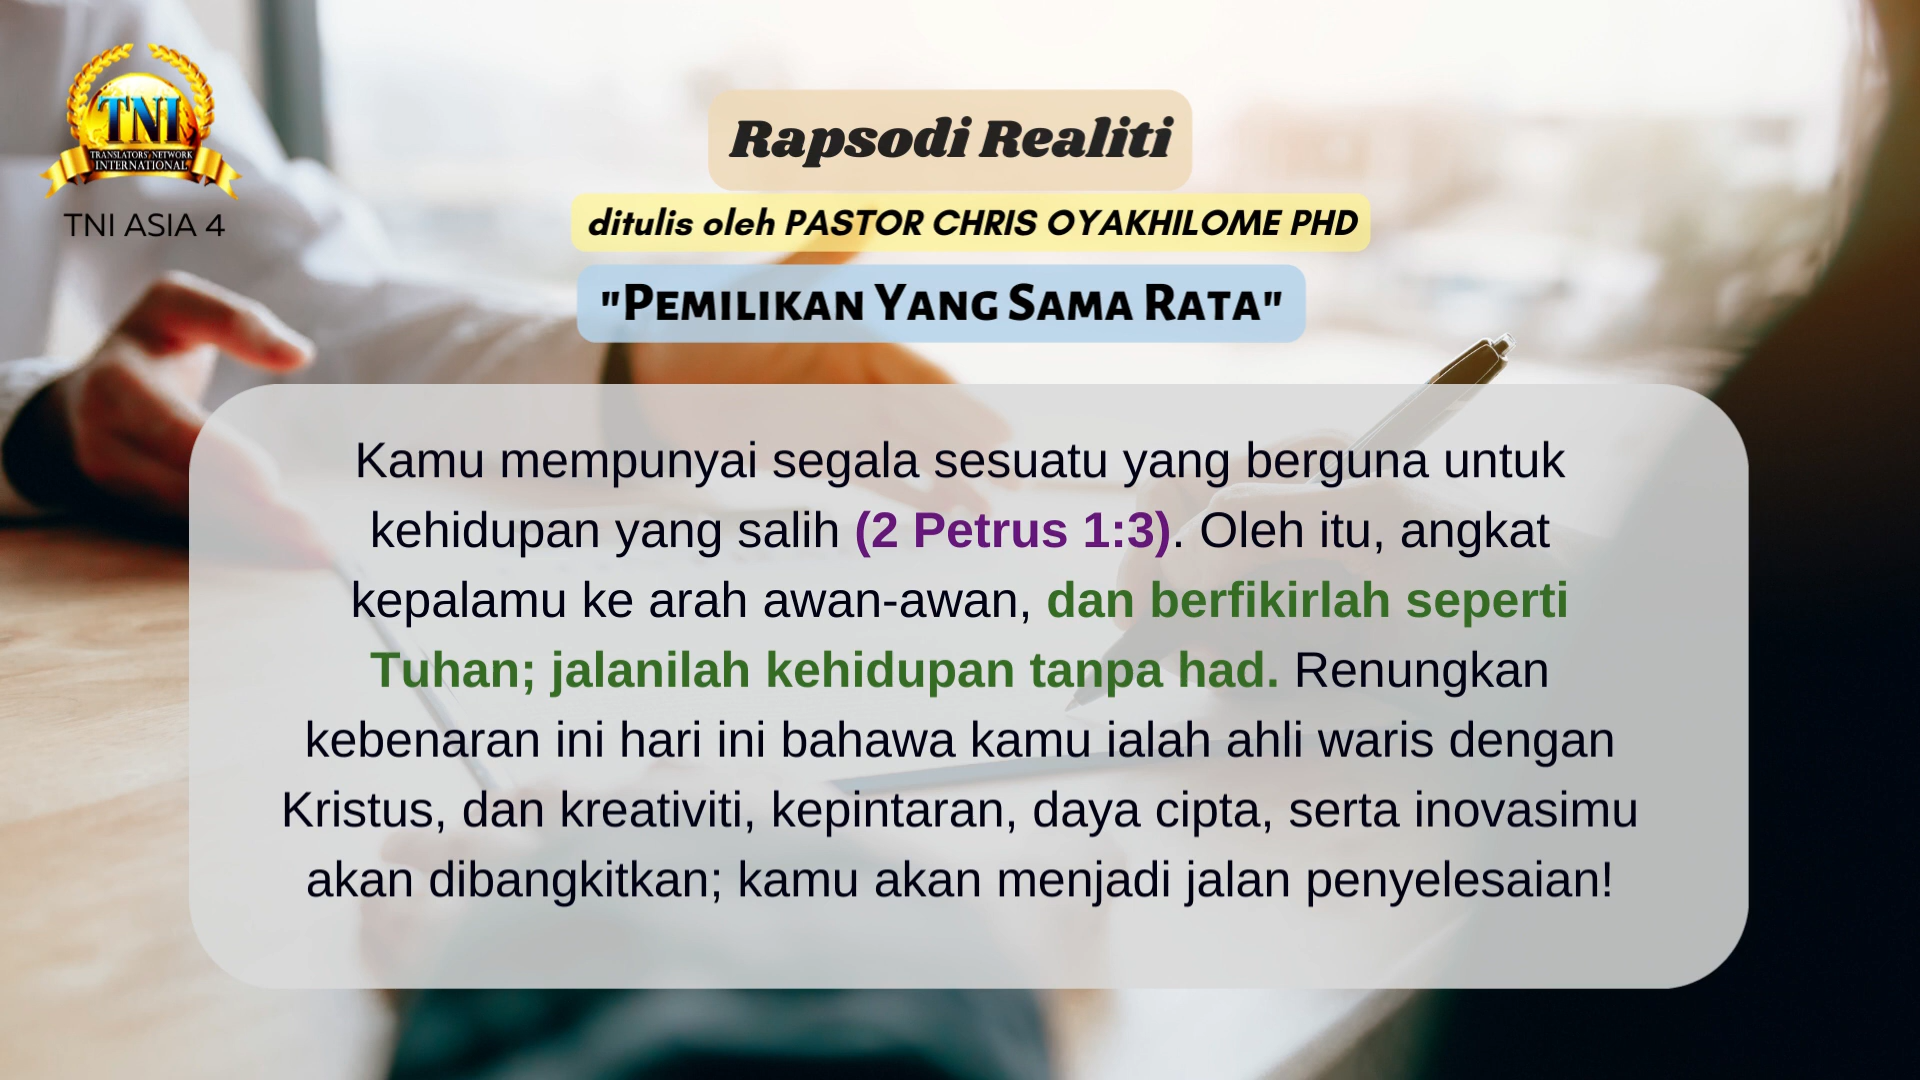 TNI
TRANSLATORS' NETWORK
INTERNATIONAL
TNI ASIA 4
Rapsodi Realiti
ditulis oleh PASTOR CHRIS OYAKHILOME PHD
"Pemilikan Yang Sama Rata"
Kamu mempunyai segala sesuatu yang berguna untuk
kehidupan yang salih (2 Petrus 1:3). Oleh itu, angkat
kepalamu ke arah awan-awan, dan berfikirlah seperti
Tuhan; jalanilah kehidupan tanpa had. Renungkan
kebenaran ini hari ini bahawa kamu ialah ahli waris dengan
Kristus, dan kreativiti, kepintaran, daya cipta, serta inovasimu
akan dibangkitkan; kamu akan menjadi jalan penyelesaian!